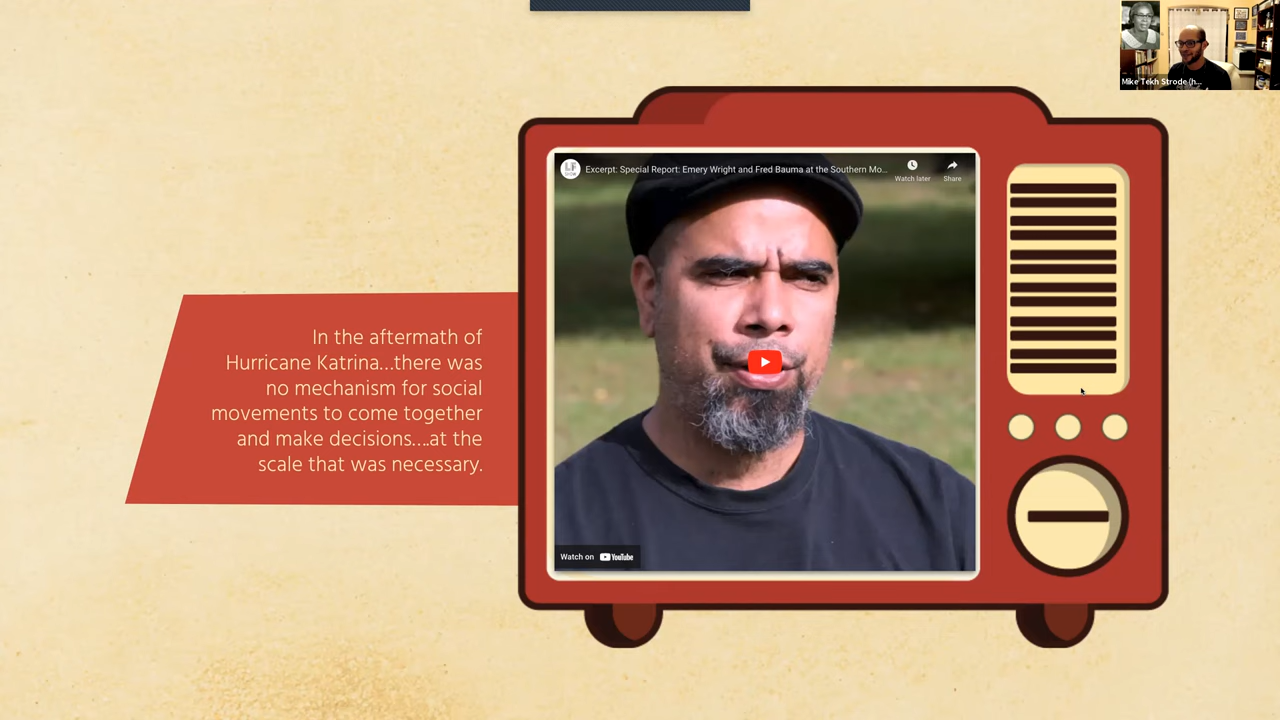 Mike Tekh Strode (h...
Excerpt: Special Report: Emery Wright and Fred Bauma at the Southern Mo...
Watch later
Share
In the aftermath of
Hurricane Katrina...there was
no mechanism for social
movements to come together
and make decisions....at the
scale that was necessary.
Watch on YouTube